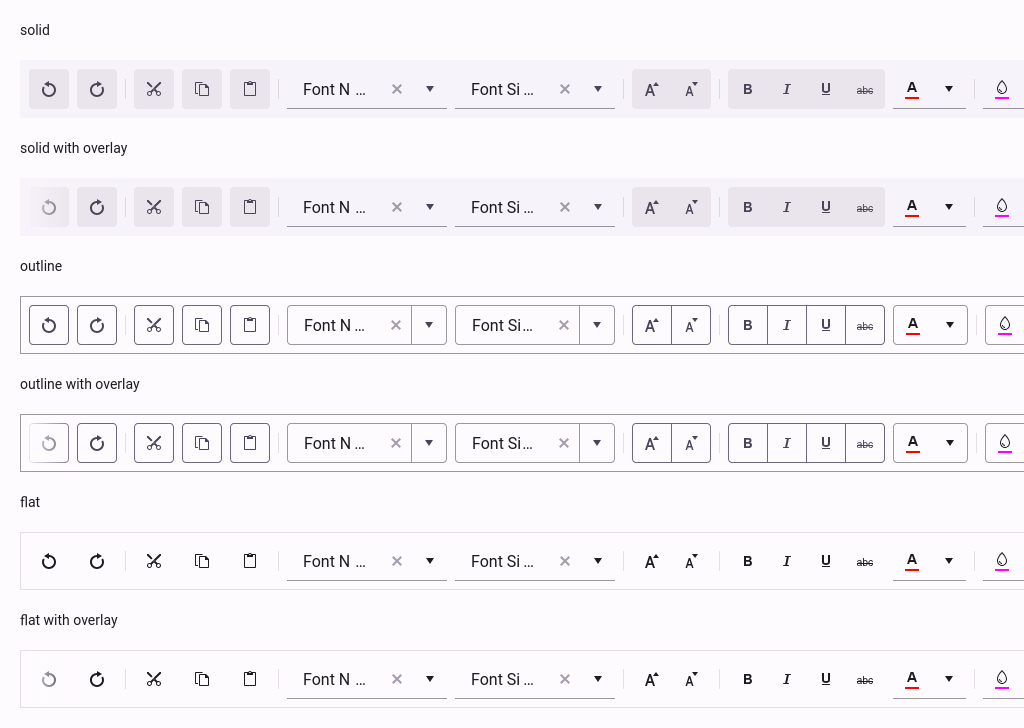 solid
Font N ... Font Si ... A A B I U abc A
solid with overlay
Font N ... Font Si ... A A B I U abc A
outline
Font N ... Font Si... A A B I U abc A
outline with overlay
Font N ... Font Si... A A B I U abc A
flat
Font N ... Font Si ... A A B I U abc A
flat with overlay
Font N ... Font Si ... A A B I U abc A